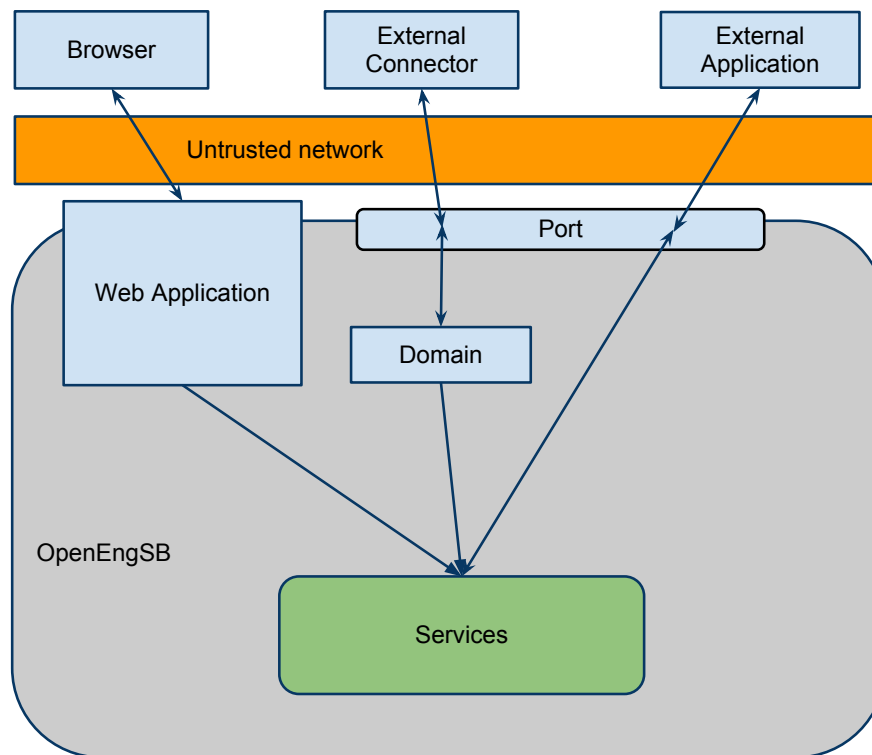 Browser
External
Connector
External
Application
Untrusted network
Port
Web Application
Domain
OpenEngSB
Services